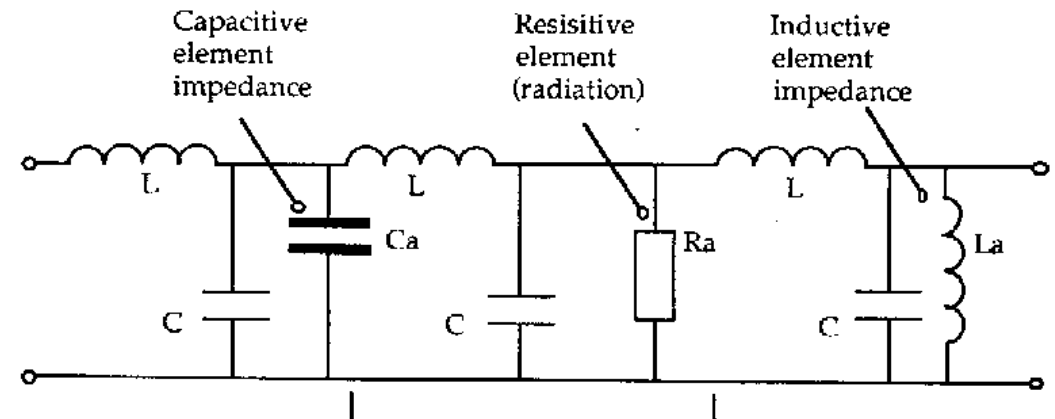 Capacitive
element
impedance
Resisitive
element
(radiation)
Inductive
element
impedance
L
L
L
Ca
Ra
La
C
C
C